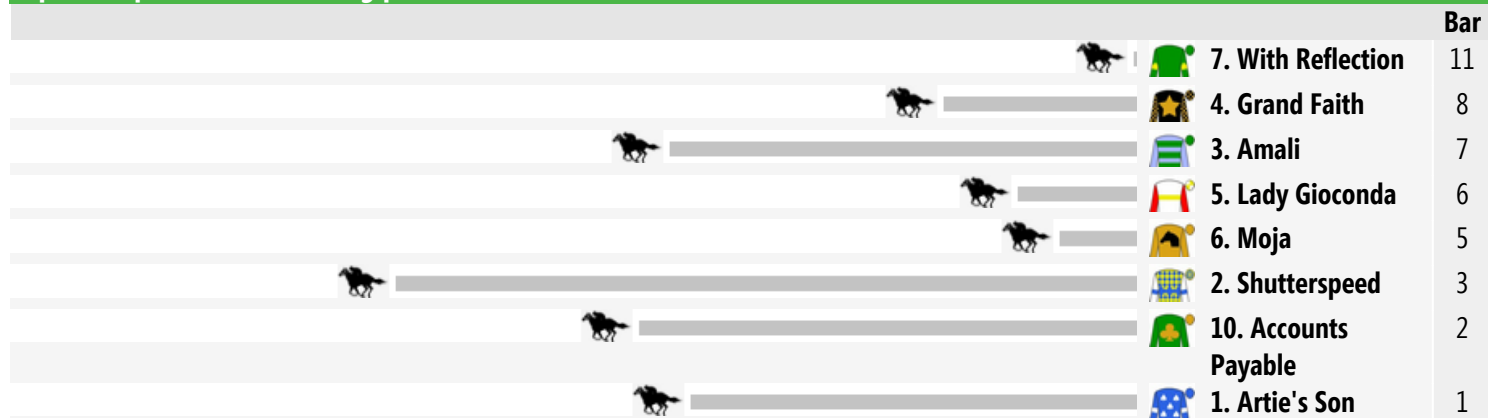 Bar
7. With Reflection 11
4. Grand Faith 8
3. Amali 7
5. Lady Gioconda 6
6. Moja 5
2. Shutterspeed 3
10. Accounts 2
Payable
1. Artie's Son 1